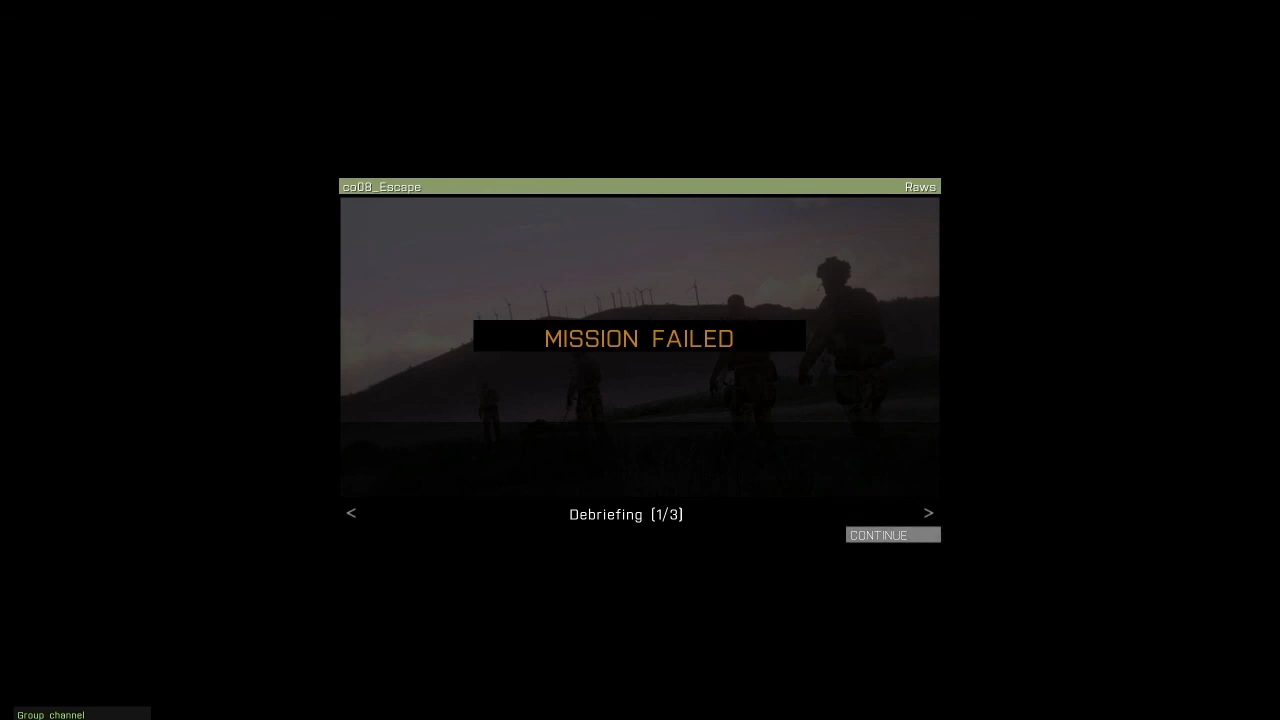 co08_Escape Raws
MISSION FAILED
< Debriefing (1/3) >
CONTINUE
Group channel